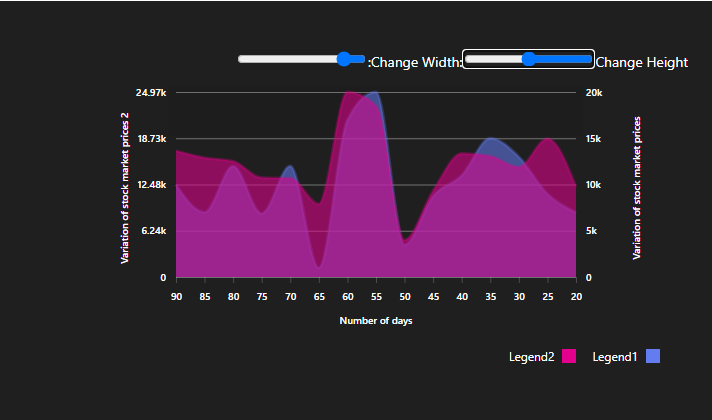 :Change Width: Change Height
24.97k
18.73k
12.48k
6.24k
0
Variation of stock market prices 2
20k
15k
10k
5k
0
Variation of stock market prices
90 85 80 75 70 65 60 55 50 45 40 35 30 25 20
Number of days
Legend2 Legend1